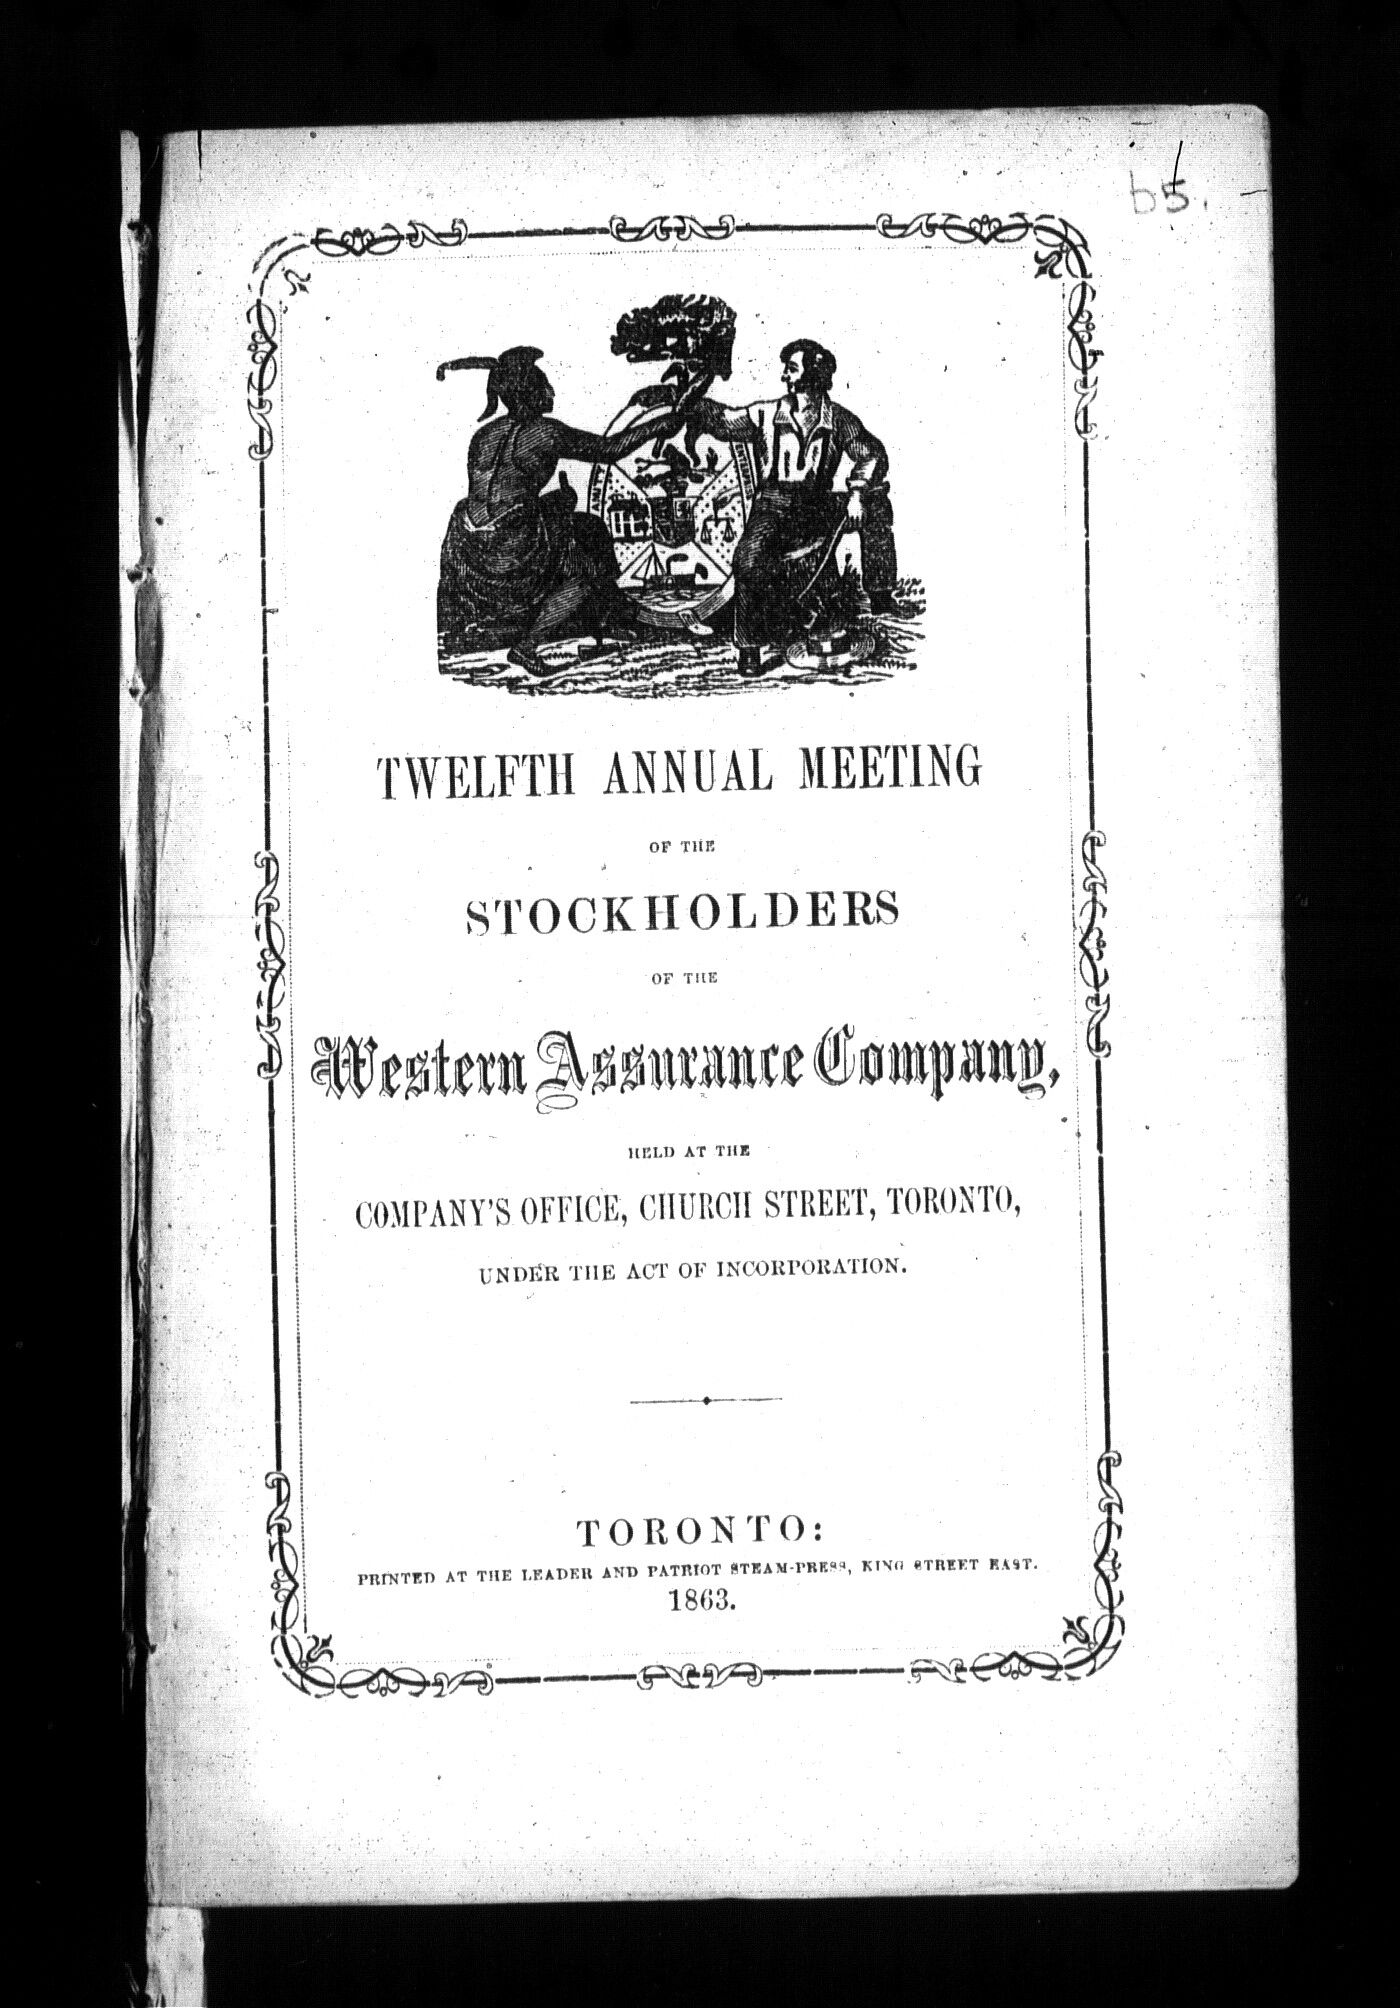 b5.
AMITY
ENTERPRISE
TWELFTH ANNUAL MEETING
OF THE
STOCKHOLDERS
OF THE
Western Assurance Company,
HELD AT THE
COMPANY'S OFFICE, CHURCH STREET, TORONTO,
UNDER THE ACT OF INCORPORATION.
TORONTO:
PRINTED AT THE LEADER AND PATRIOT STEAM-PRESS, KING STREET EAST.
1863.